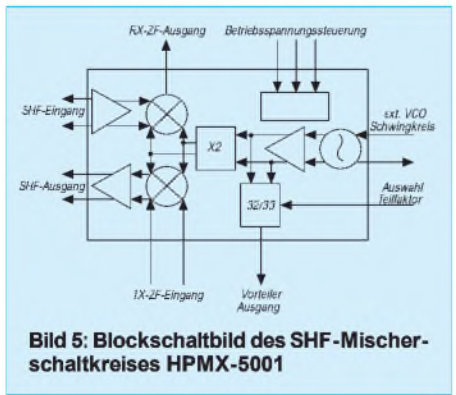 RX-ZF-Ausgang
Betriebsspannungssteuerung
SHF-Eingang
ext. VCO
Schwingkreis
X2
SHF-Ausgang
32/33
Auswahl
Teilfaktor
TX-ZF-Eingang
Vorteiler
Ausgang
Bild 5: Blockschaltbild des SHF-Mischer-
schaltkreises HPMX-5001